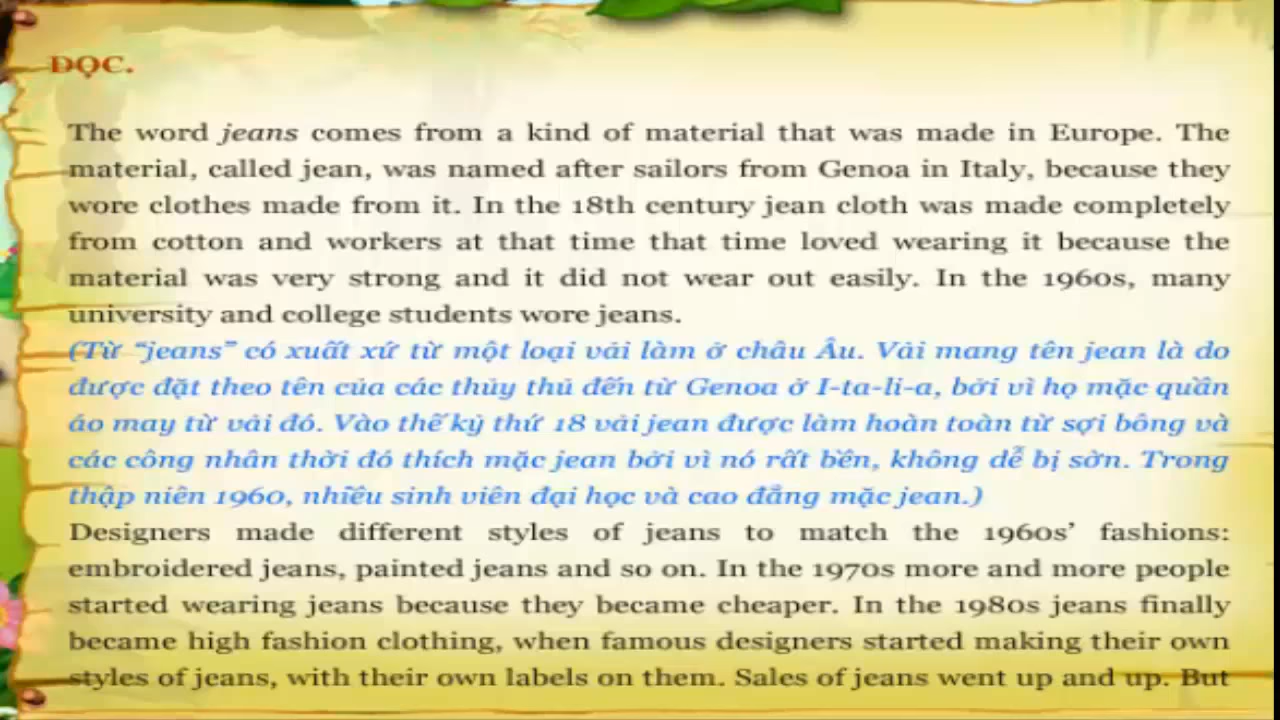 ĐỌC.
The word jeans comes from a kind of material that was made in Europe. The
material, called jean, was named after sailors from Genoa in Italy, because they
wore clothes made from it. In the 18th century jean cloth was made completely
from cotton and workers at that time that time loved wearing it because the
material was very strong and it did not wear out easily. In the 1960s, many
university and college students wore jeans.
(Từ “jeans” có xuất xứ từ một loại vải làm ở châu Âu. Vải mang tên jean là do
được đặt theo tên của các thủy thủ đến từ Genoa ở I-ta-li-a, bởi vì họ mặc quần
áo may từ vải đó. Vào thế kỷ thứ 18 vải jean được làm hoàn toàn từ sợi bông và
các công nhân thời đó thích mặc jean bởi vì nó rất bền, không dễ bị sờn. Trong
thập niên 1960, nhiều sinh viên đại học và cao đẳng mặc jean.)
Designers made different styles of jeans to match the 1960s’ fashions:
embroidered jeans, painted jeans and so on. In the 1970s more and more people
started wearing jeans because they became cheaper. In the 1980s jeans finally
became high fashion clothing, when famous designers started making their own
styles of jeans, with their own labels on them. Sales of jeans went up and up. But